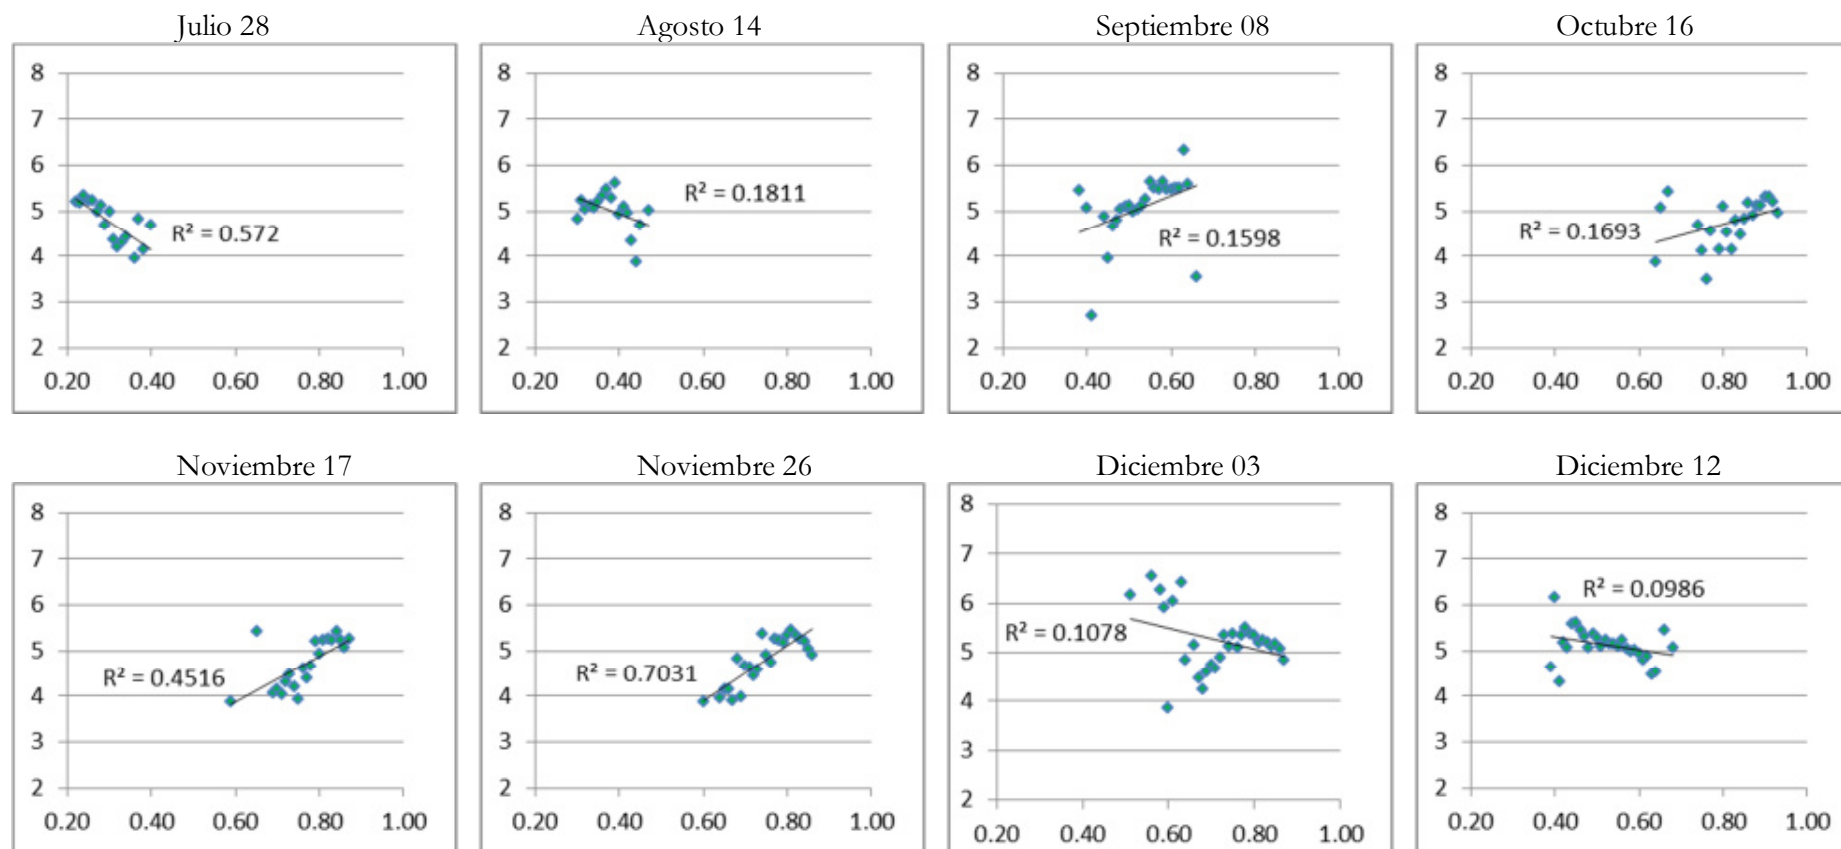 Julio 28
Agosto 14
Septiembre 08
Octubre 16
8
7
6
5
4
3
2
R² = 0.572
0.20 0.40 0.60 0.80 1.00
8
7
6
5
4
3
2
R² = 0.1811
0.20 0.40 0.60 0.80 1.00
8
7
6
5
4
3
2
R² = 0.1598
0.20 0.40 0.60 0.80 1.00
8
7
6
5
4
3
2
R² = 0.1693
0.20 0.40 0.60 0.80 1.00
Noviembre 17
Noviembre 26
Diciembre 03
Diciembre 12
8
7
6
5
4
3
2
R² = 0.4516
0.20 0.40 0.60 0.80 1.00
8
7
6
5
4
3
2
R² = 0.7031
0.20 0.40 0.60 0.80 1.00
8
7
6
5
4
3
2
R² = 0.1078
0.20 0.40 0.60 0.80 1.00
8
7
6
5
4
3
2
R² = 0.0986
0.20 0.40 0.60 0.80 1.00